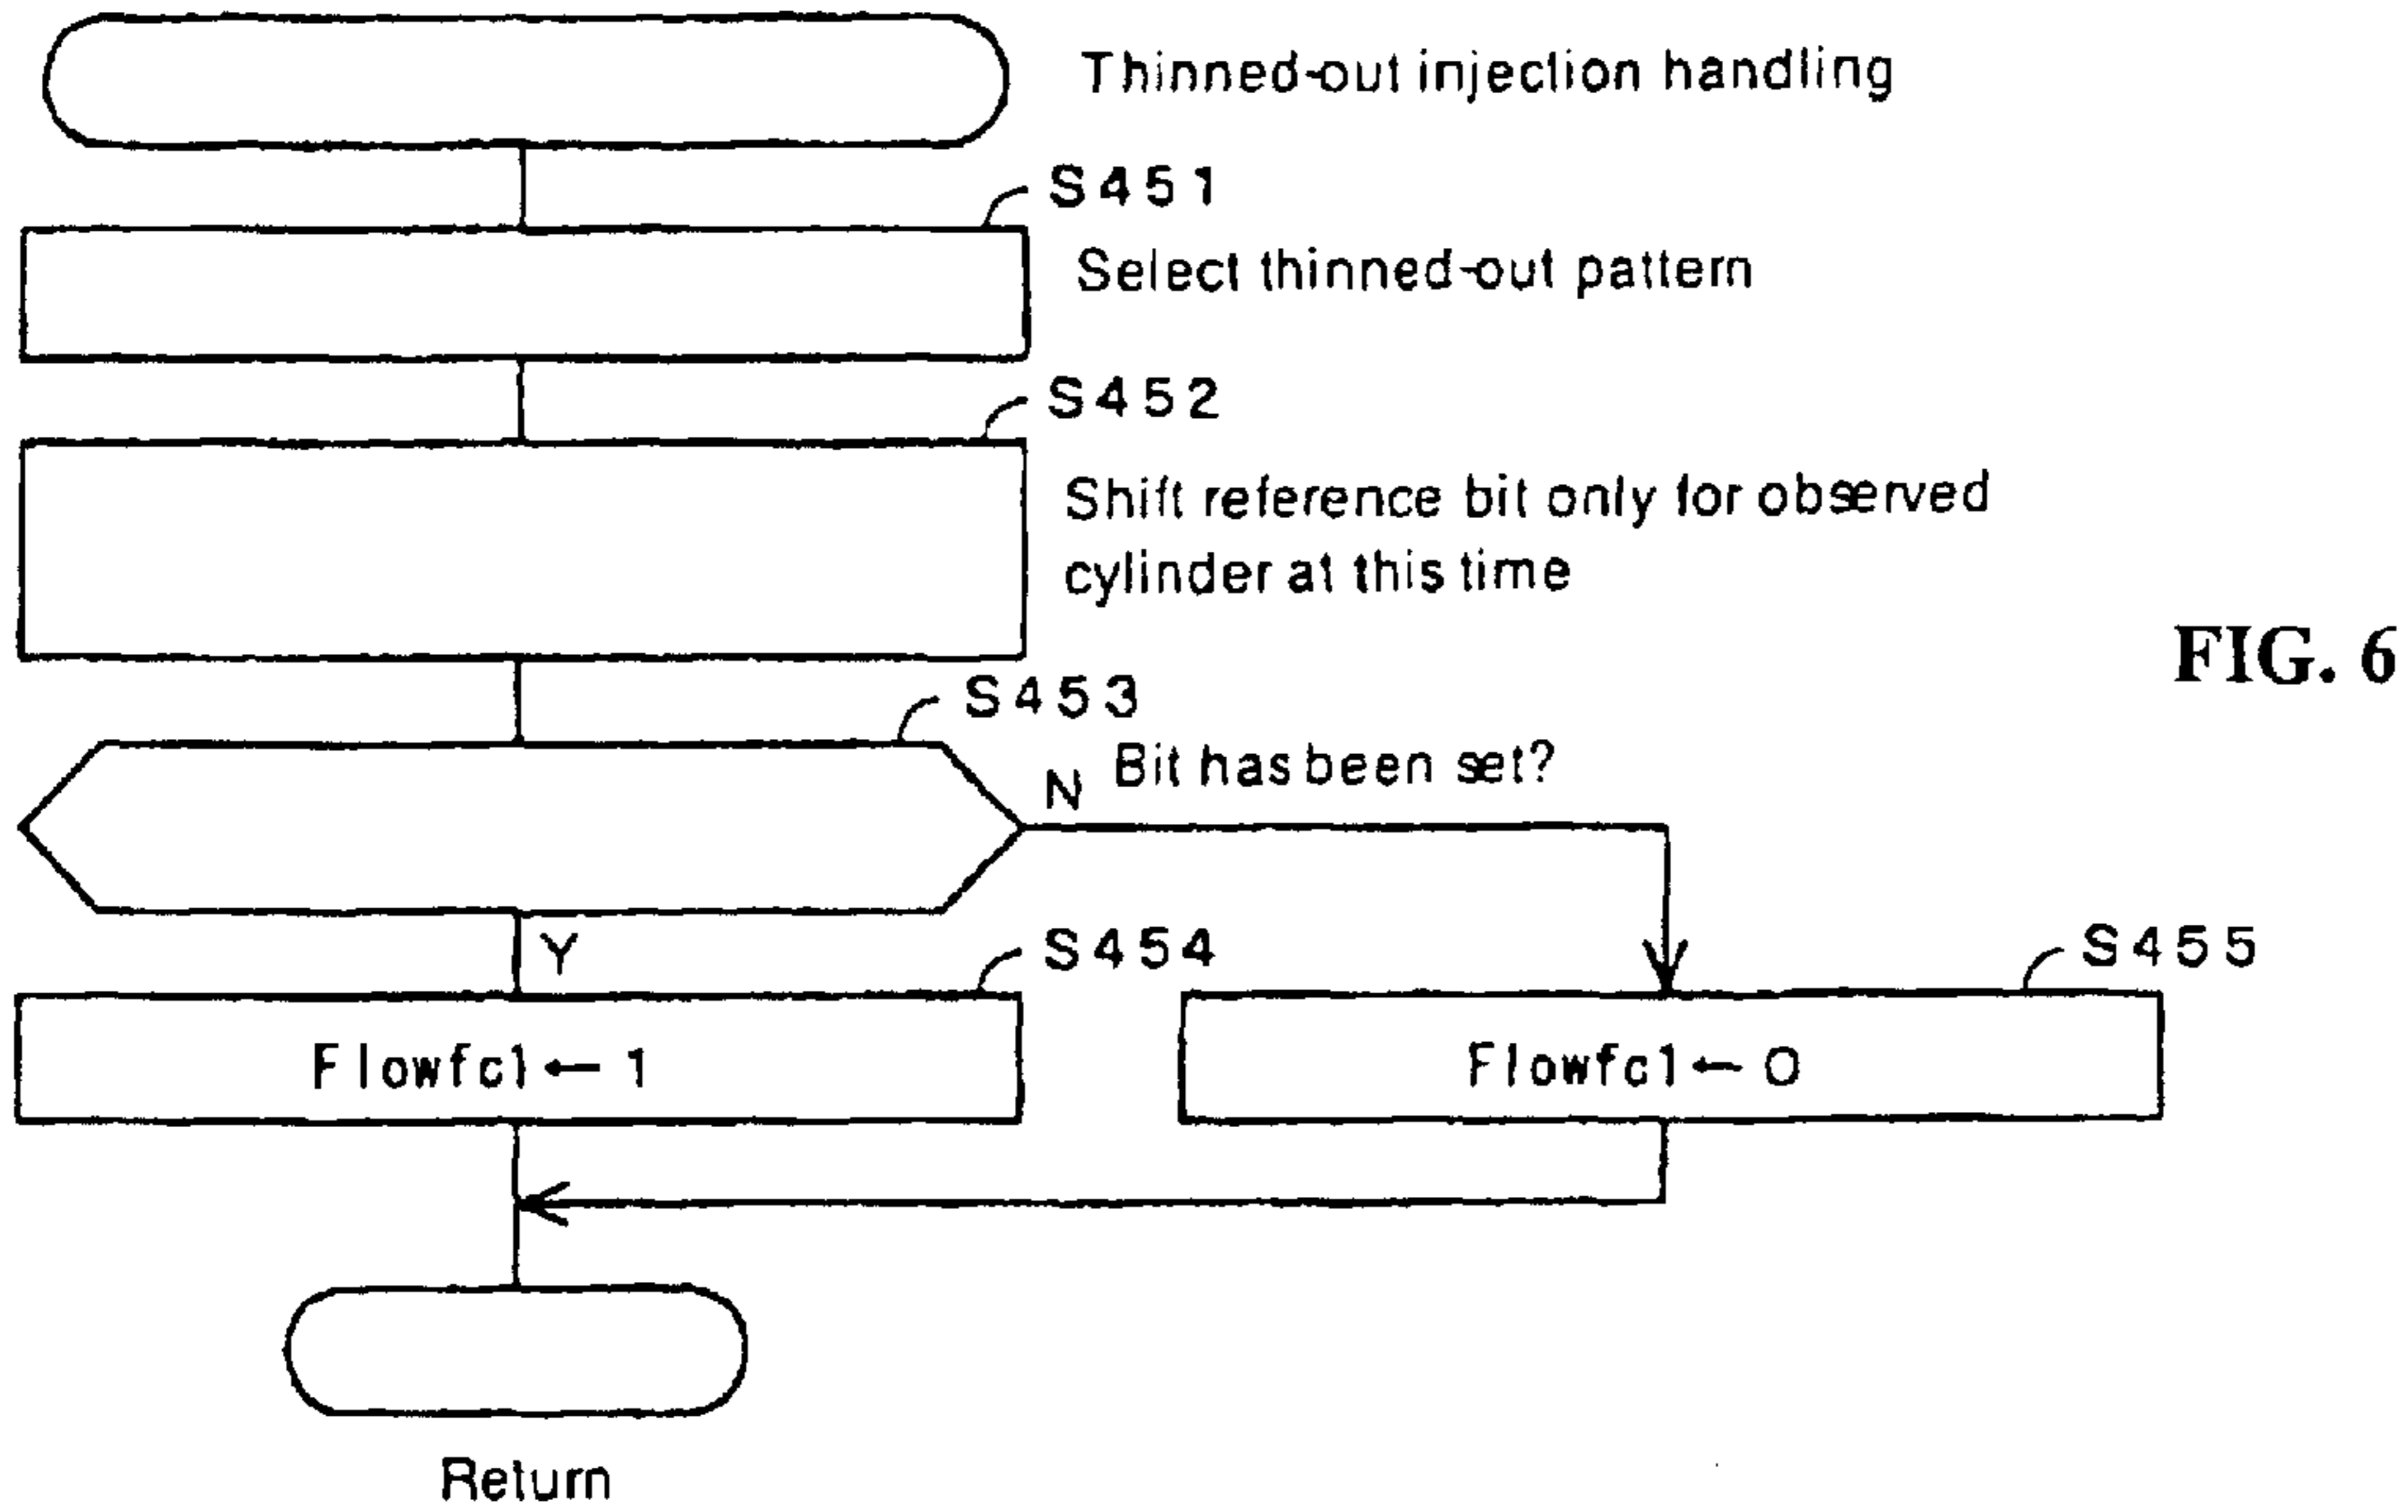 Thinned-out injection handling
S451
Select thinned-out pattern
S452
Shift reference bit only for observed
cylinder at this time
FIG. 6
S453
N Bit has been set?
Y
S454
S455
Flowfc1 ← 1
Flowfc1 ← 0
Return